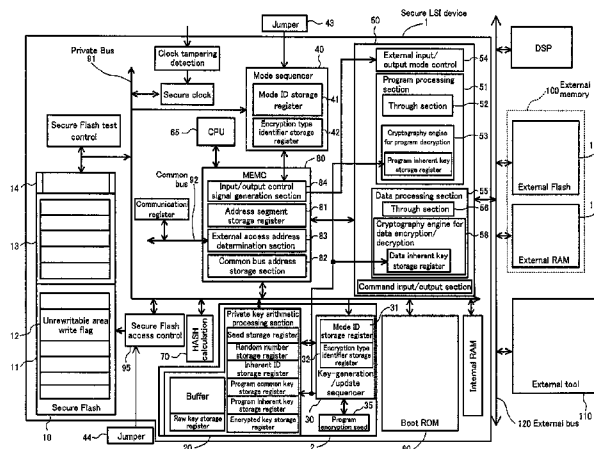 Secure LSI device
1
Jumper
43
50
Private Bus
91
Clock tampering
detection
40
Mode sequencer
Mode ID storage
register
41
Encryption type
identifier storage
register
42
External input/
output mode control
54
Program processing
section
51
Through section
52
Cryptography engine
for program decryption
53
Program inherent key
storage register
DSP
100
External
memory
External Flash
External RAM
Secure clock
Secure Flash test control
65
CPU
Common
bus
92
Communication
register
MEMC
80
Input/output control
signal generation section
84
Address segment
storage register
81
External access address
determination section
83
Common bus address
storage section
82
Data processing
section
55
Through section
56
Cryptography engine
for data encryption/
decryption
58
Data inherent key
storage register
Command input/output section
14
13
12
11
Unrewritable area
write flag
Secure Flash
10
Secure Flash
access control
95
HASH
calculation
70
Private key arithmetic
processing section
Seed storage register
Random number
storage register
Inherent ID
register
Program common key
storage register
Program inherent key
storage register
Encrypted key storage
register
Buffer
Raw key storage
register
20
Mode ID
storage register
31
Encryption type
identifier storage
register
32
Key-generation
/update
sequencer
30
35
Program
encryption seed
2
Boot ROM
Internal RAM
External tool
110
120 External bus
44
Jumper